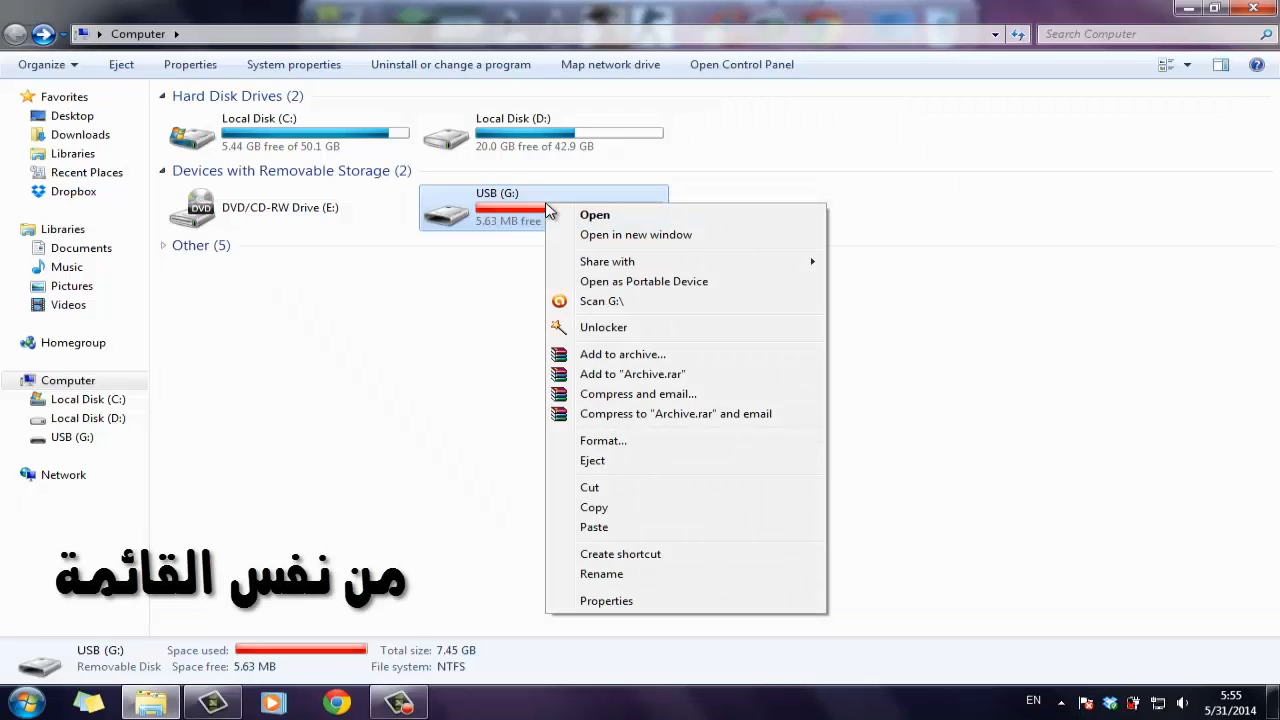 Computer
Search Computer
Organize
Eject
Properties
System properties
Uninstall or change a program
Map network drive
Open Control Panel
Favorites
Desktop
Downloads
Libraries
Recent Places
Dropbox
Libraries
Documents
Music
Pictures
Videos
Homegroup
Computer
Local Disk (C:)
Local Disk (D:)
USB (G:)
Network
Hard Disk Drives (2)
Local Disk (C:)
5.44 GB free of 50.1 GB
Local Disk (D:)
20.0 GB free of 42.9 GB
Devices with Removable Storage (2)
DVD
DVD/CD-RW Drive (E:)
USB (G:)
5.63 MB free
Other (5)
Open
Open in new window
Share with
Open as Portable Device
Scan G:\
Unlocker
Add to archive...
Add to "Archive.rar"
Compress and email...
Compress to "Archive.rar" and email
Format...
Eject
Cut
Copy
Paste
Create shortcut
Rename
Properties
من نفس القائمة
USB (G:)
Removable Disk
Space used:
Space free: 5.63 MB
Total size: 7.45 GB
File system: NTFS
EN
5:55
5/31/2014